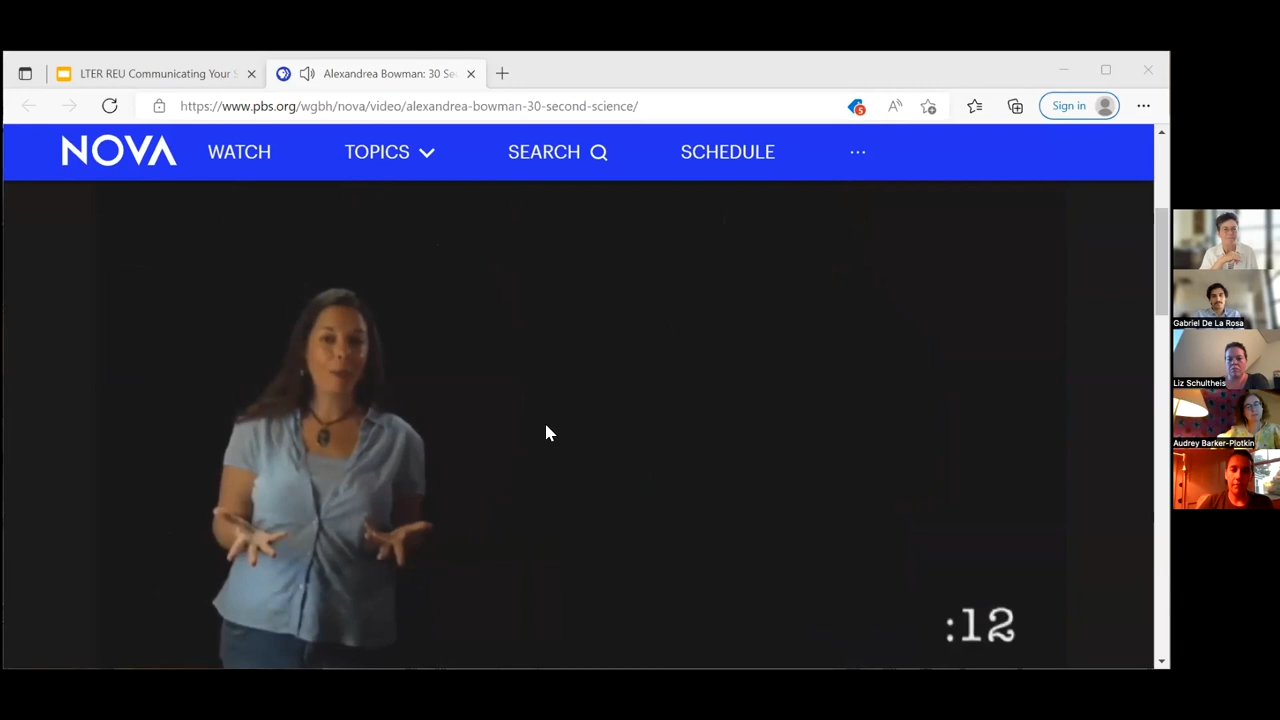 LTER REU Communicating Your S
Alexandrea Bowman: 30 Se
https://www.pbs.org/wgbh/nova/video/alexandrea-bowman-30-second-science/
5
A
Sign in
NOVA WATCH TOPICS SEARCH SCHEDULE ...
Gabriel De La Rosa
Liz Schultheis
Audrey Barker-Plotkin
:12